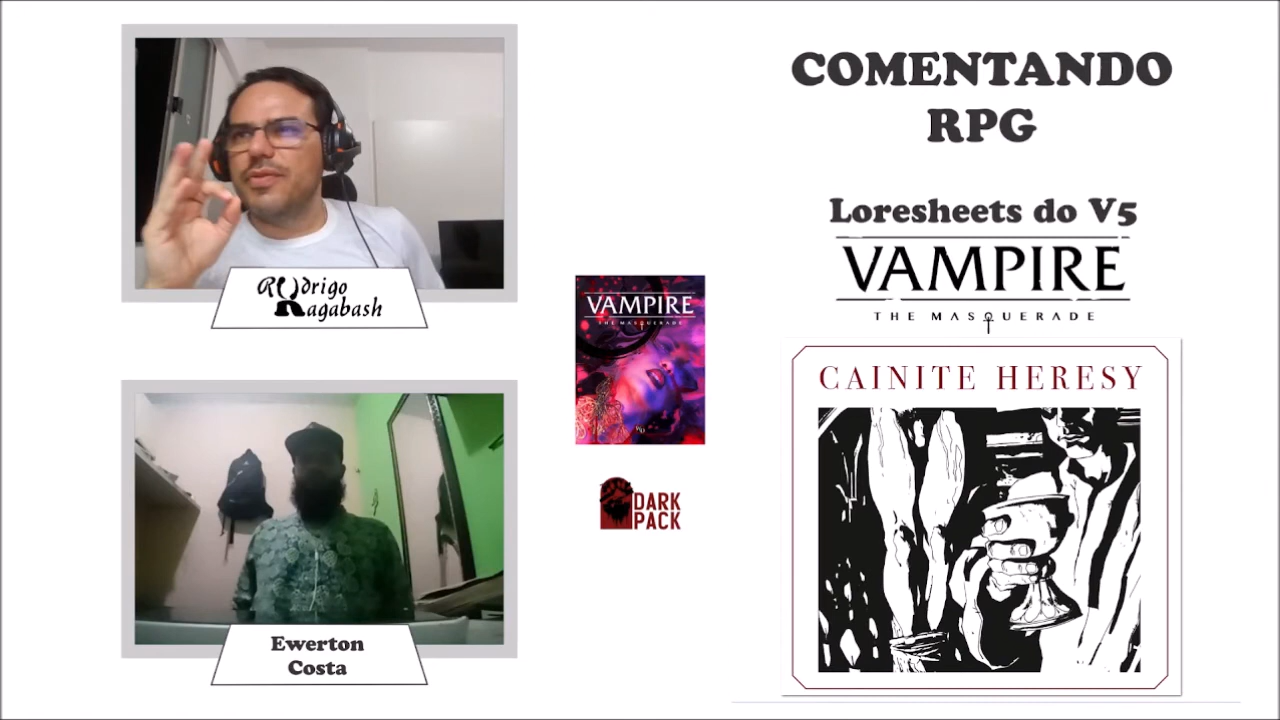 COMENTANDO
RPG
Loresheets do V5
VAMPIRE
THE MASQUERADE
CAINITE HERESY
Rodrigo
Ragabash
VAMPIRE
THE MASQUERADE
DARK
PACK
Ewerton
Costa